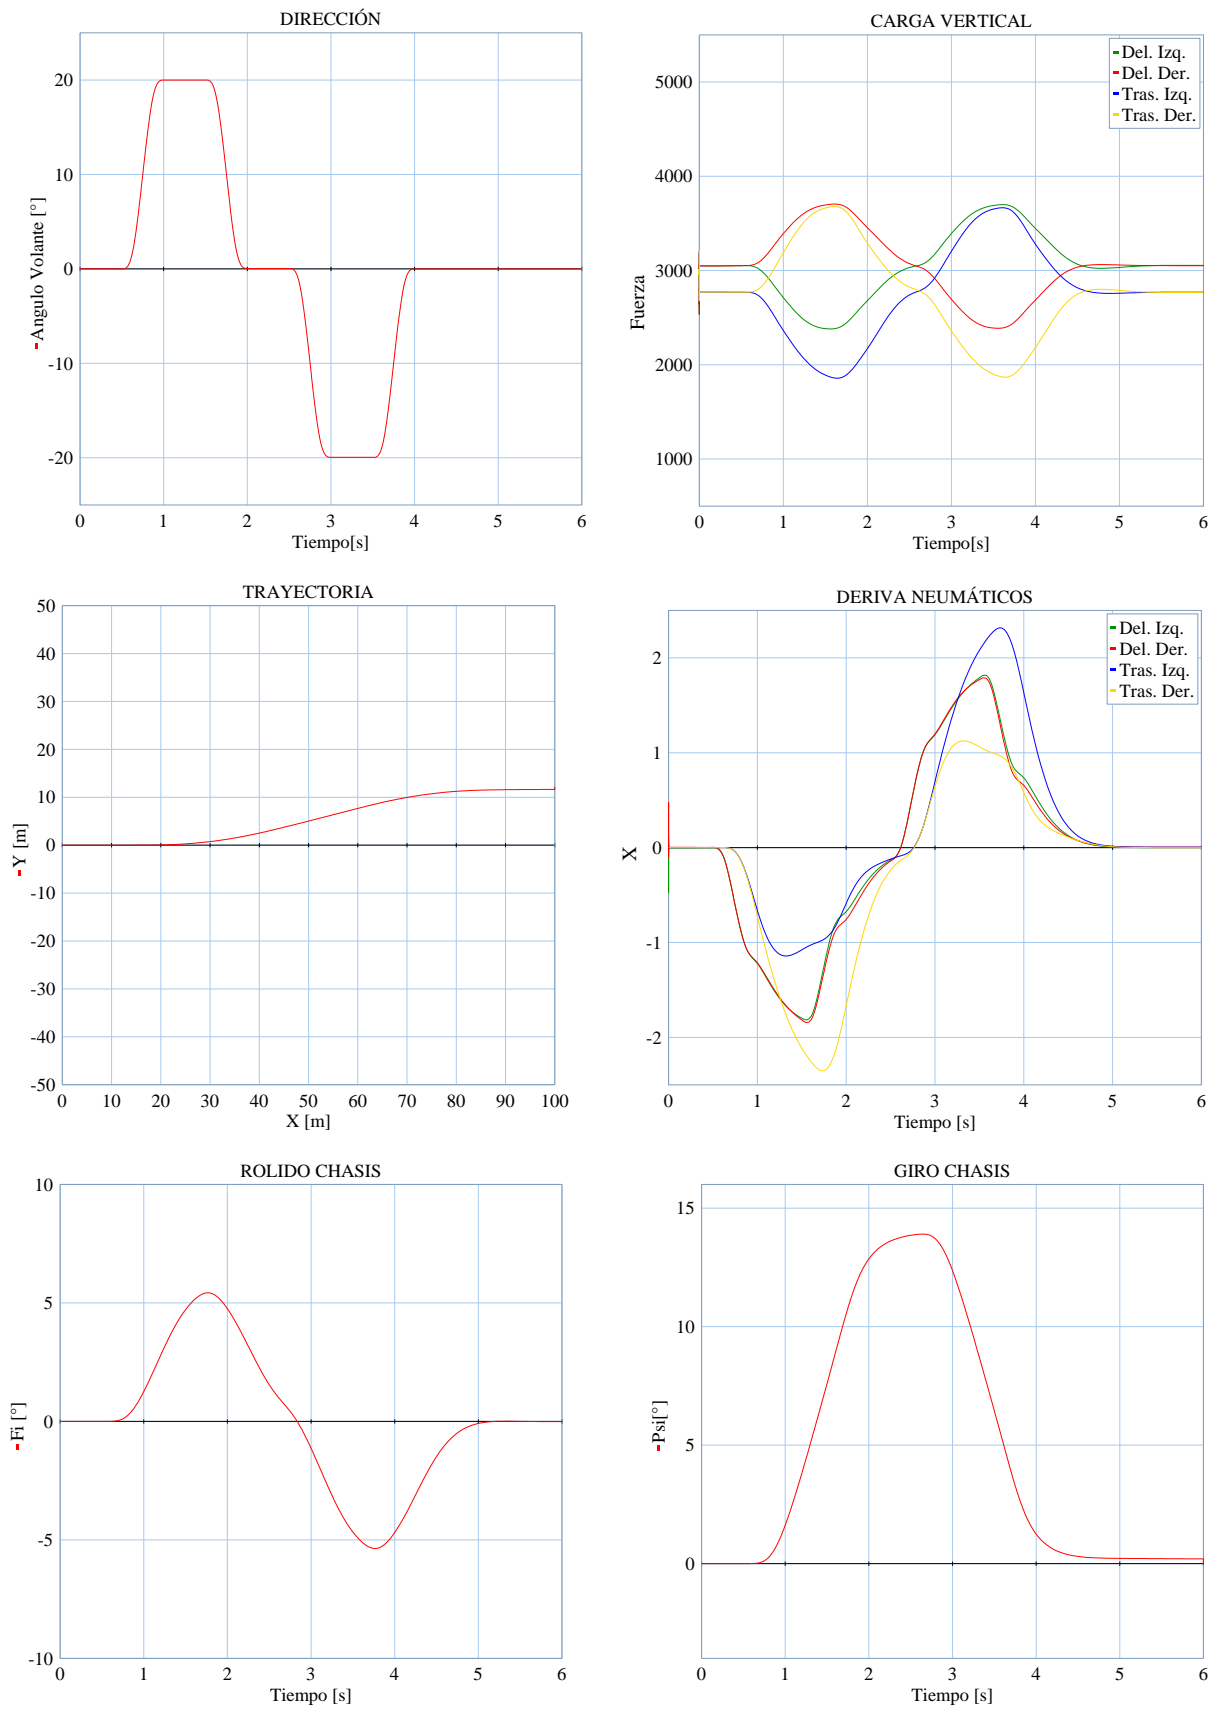 DIRECCIÓN
20
10
0
-10
-20
Angulo Volante [°]
0 1 2 3 4 5 6
Tiempo[s]
CARGA VERTICAL
Del. Izq.
Del. Der.
Tras. Izq.
Tras. Der.
5000
4000
3000
2000
1000
Fuerza
0 1 2 3 4 5 6
Tiempo[s]
TRAYECTORIA
50
40
30
20
10
0
-10
-20
-30
-40
-50
Y [m]
0 10 20 30 40 50 60 70 80 90 100
X [m]
DERIVA NEUMÁTICOS
Del. Izq.
Del. Der.
Tras. Izq.
Tras. Der.
2
1
0
-1
-2
X
0 1 2 3 4 5 6
Tiempo [s]
ROLIDO CHASIS
10
5
0
-5
-10
Fi [°]
0 1 2 3 4 5 6
Tiempo [s]
GIRO CHASIS
15
10
5
0
Psi[°]
0 1 2 3 4 5 6
Tiempo [s]